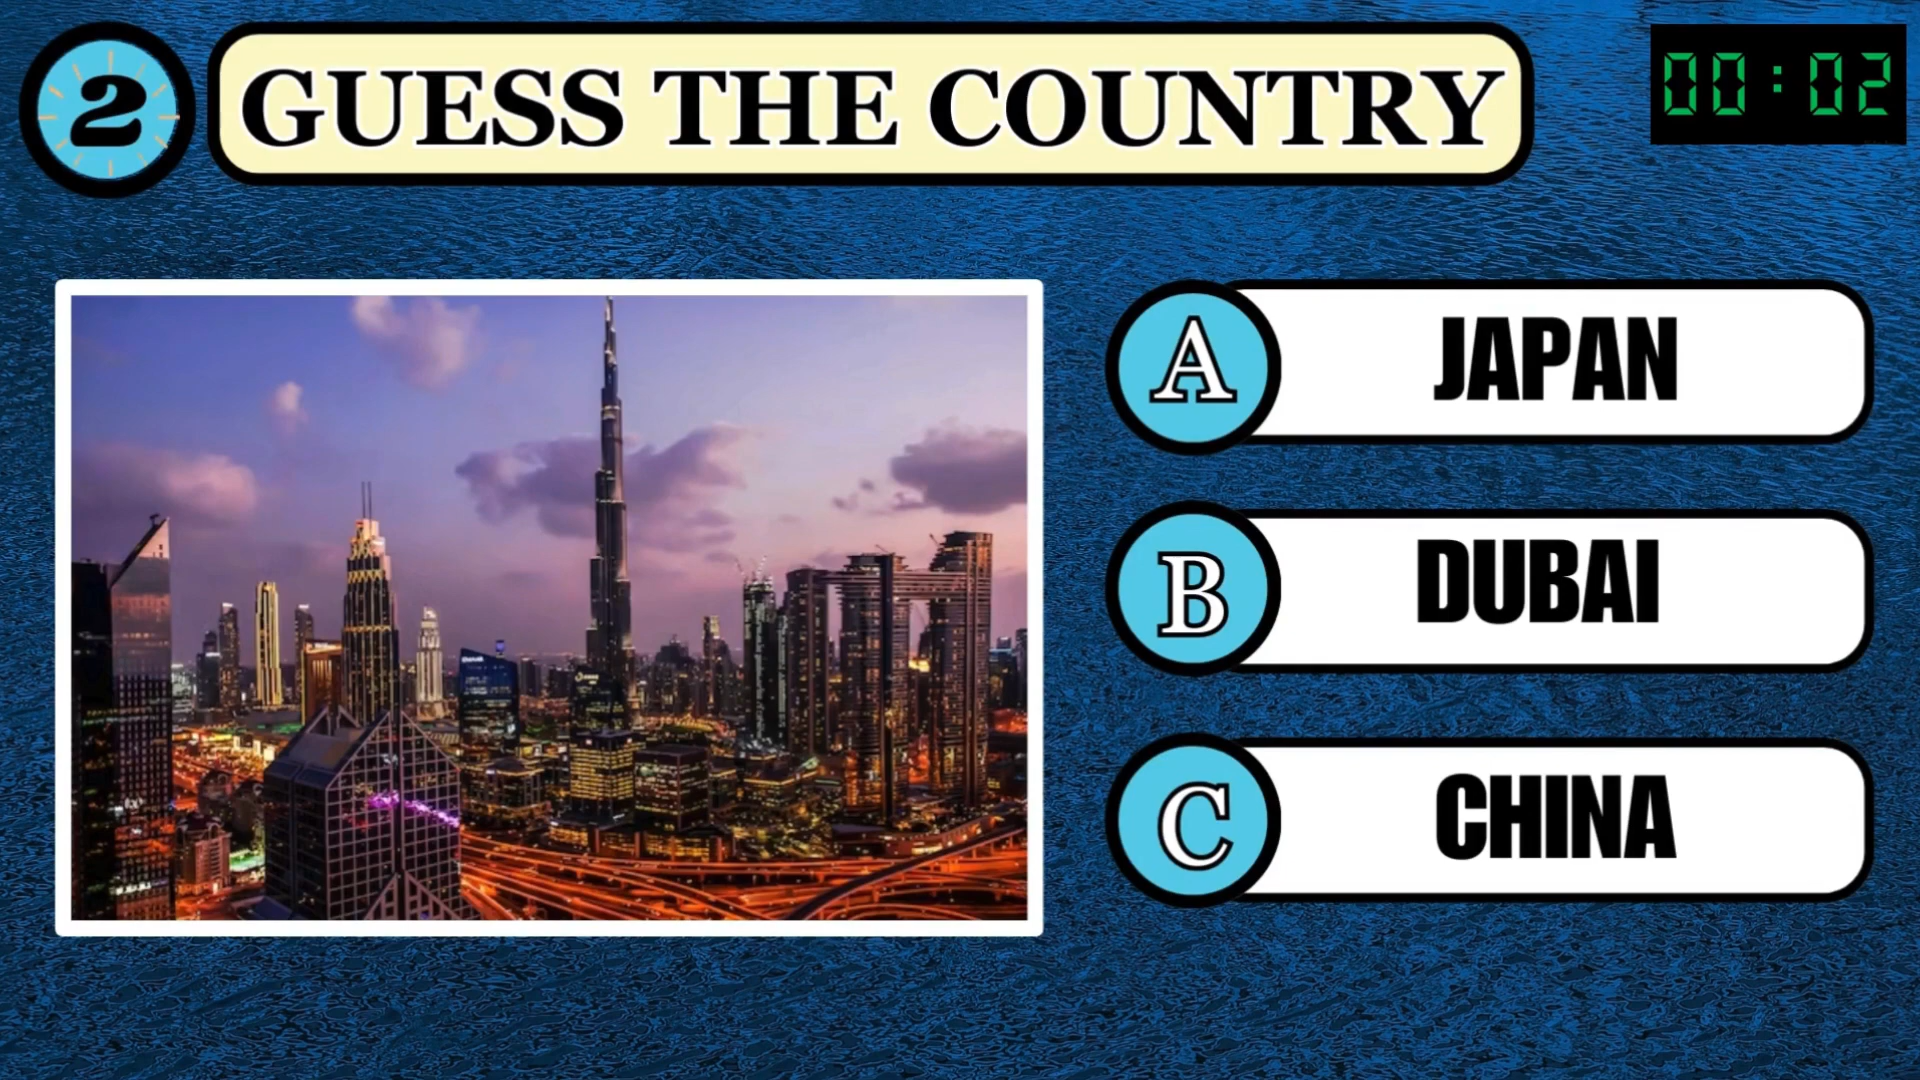 2
GUESS THE COUNTRY
00:02
A
JAPAN
B
DUBAI
C
CHINA